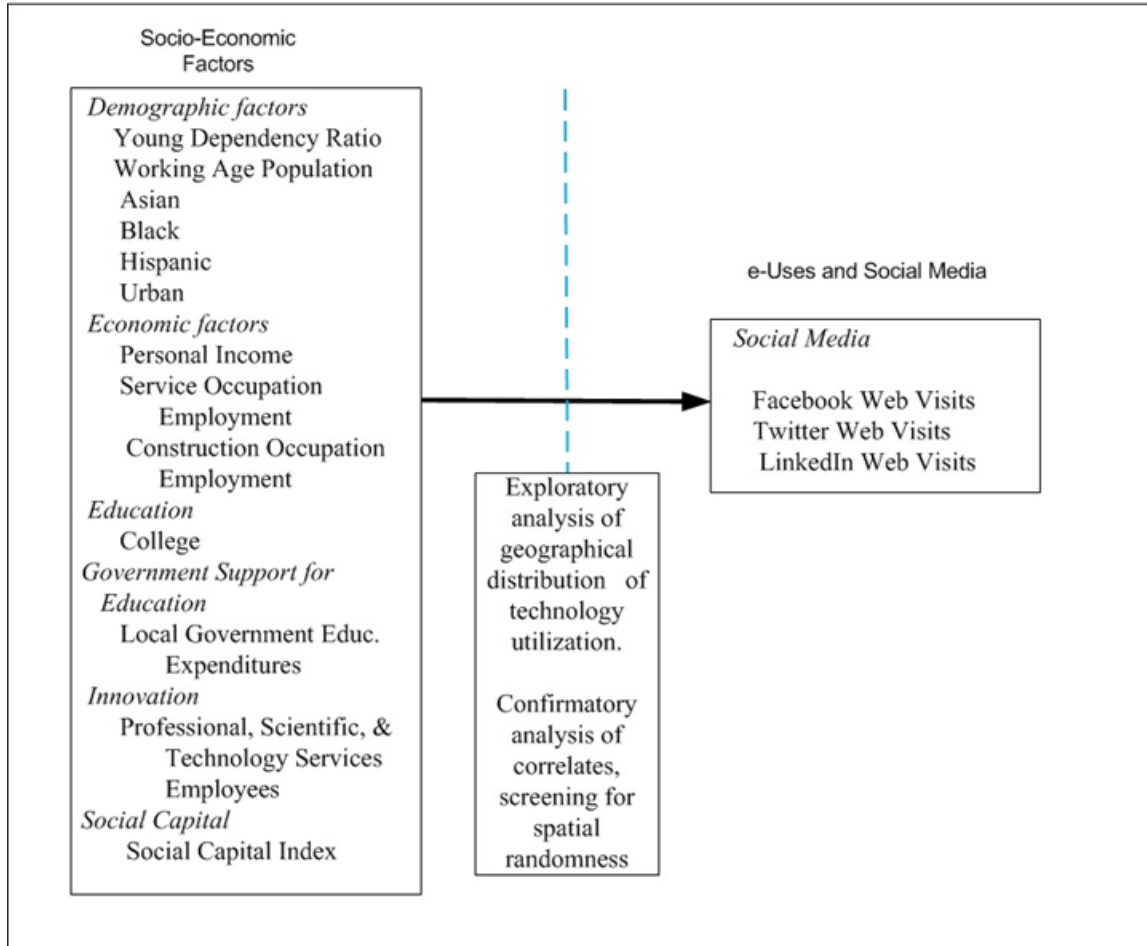 Socio-Economic
Factors
Demographic factors
Young Dependency Ratio
Working Age Population
Asian
Black
Hispanic
Urban
Economic factors
Personal Income
Service Occupation
Employment
Construction Occupation
Employment
Education
College
Government Support for
Education
Local Government Educ.
Expenditures
Innovation
Professional, Scientific, &
Technology Services
Employees
Social Capital
Social Capital Index
Exploratory
analysis of
geographical
distribution of
technology
utilization.
Confirmatory
analysis of
correlates,
screening for
spatial
randomness
e-Uses and Social Media
Social Media
Facebook Web Visits
Twitter Web Visits
LinkedIn Web Visits